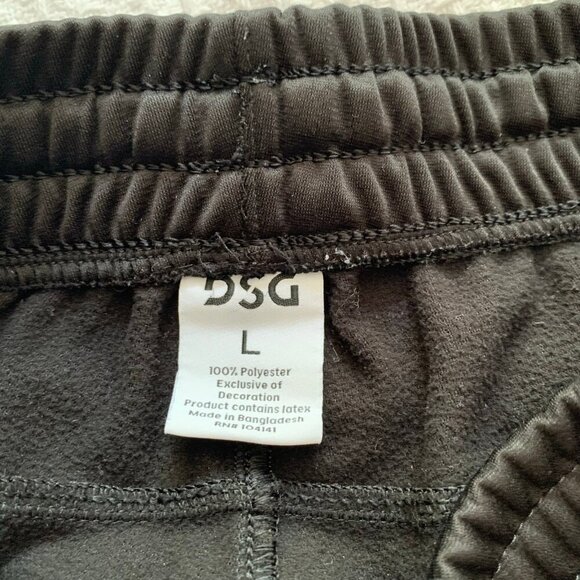 DSG
L
100% Polyester
Exclusive of
Decoration
Product contains latex
Made in Bangladesh
RN# 104141